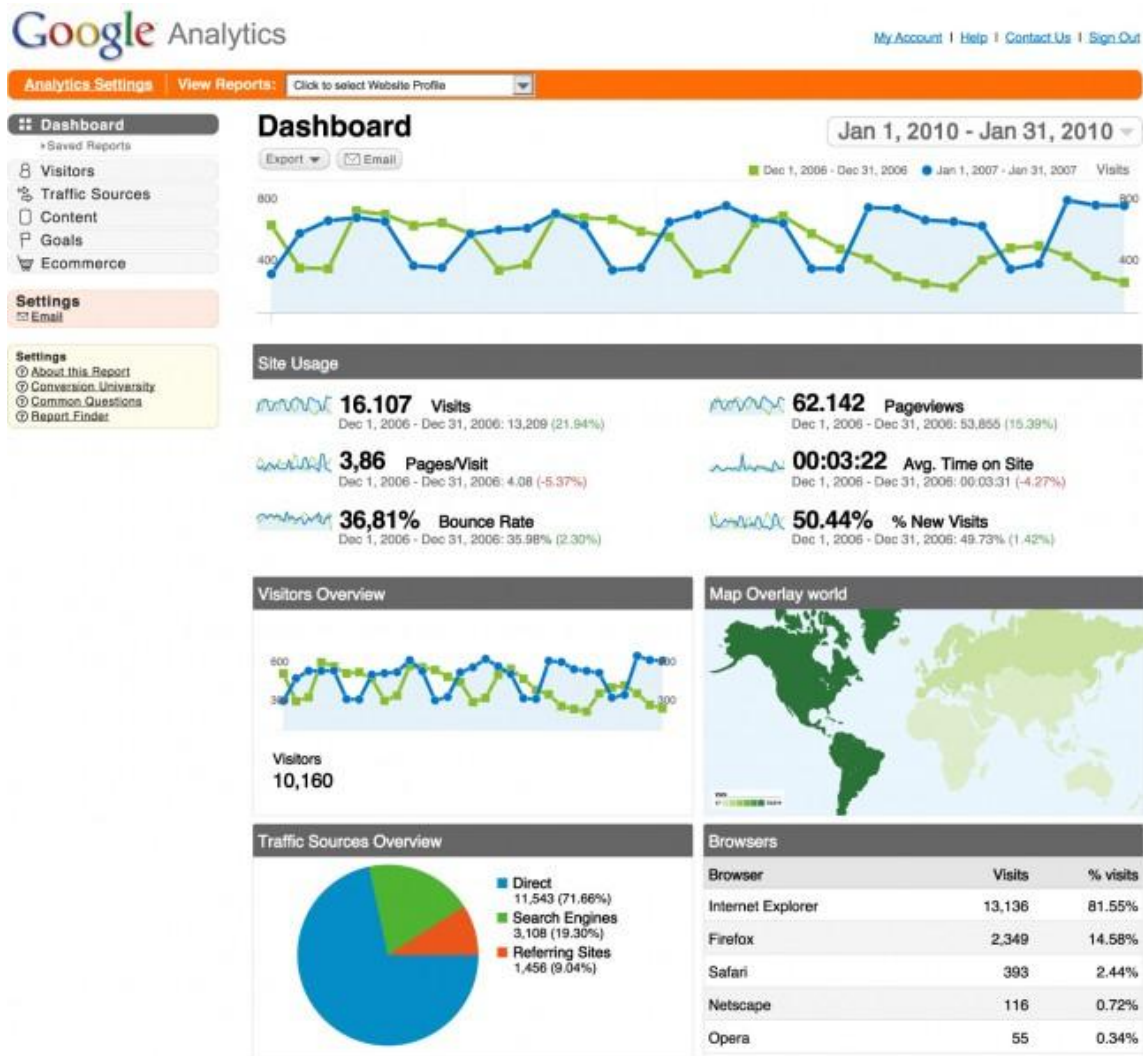 Google Analytics
My Account | Help | Contact Us | Sign Out
Analytics Settings | View Reports: Click to select Website Profile
Dashboard
Saved Reports
Visitors
Traffic Sources
Content
Goals
Ecommerce
Settings
Email
Settings
About this Report
Conversion University
Common Questions
Report Finder
Dashboard
Jan 1, 2010 - Jan 31, 2010
Export
Email
Dec 1, 2006 - Dec 31, 2006 Jan 1, 2007 - Jan 31, 2007 Visits
800 800
400 400
Site Usage
16.107 Visits
Dec 1, 2006 - Dec 31, 2006: 13,209 (21.94%)
62.142 Pageviews
Dec 1, 2006 - Dec 31, 2006: 53,855 (15.39%)
3,86 Pages/Visit
Dec 1, 2006 - Dec 31, 2006: 4.08 (-5.37%)
00:03:22 Avg. Time on Site
Dec 1, 2006 - Dec 31, 2006: 00:03:31 (-4.27%)
36,81% Bounce Rate
Dec 1, 2006 - Dec 31, 2006: 35.98% (2.30%)
50.44% % New Visits
Dec 1, 2006 - Dec 31, 2006: 49.73% (1.42%)
Visitors Overview
600
300 300
Visitors
10,160
Map Overlay world
Traffic Sources Overview
Direct
11,543 (71.66%)
Search Engines
3,108 (19.30%)
Referring Sites
1,456 (9.04%)
Browsers
Browser Visits % visits
Internet Explorer 13,136 81.55%
Firefox 2,349 14.58%
Safari 393 2.44%
Netscape 116 0.72%
Opera 55 0.34%